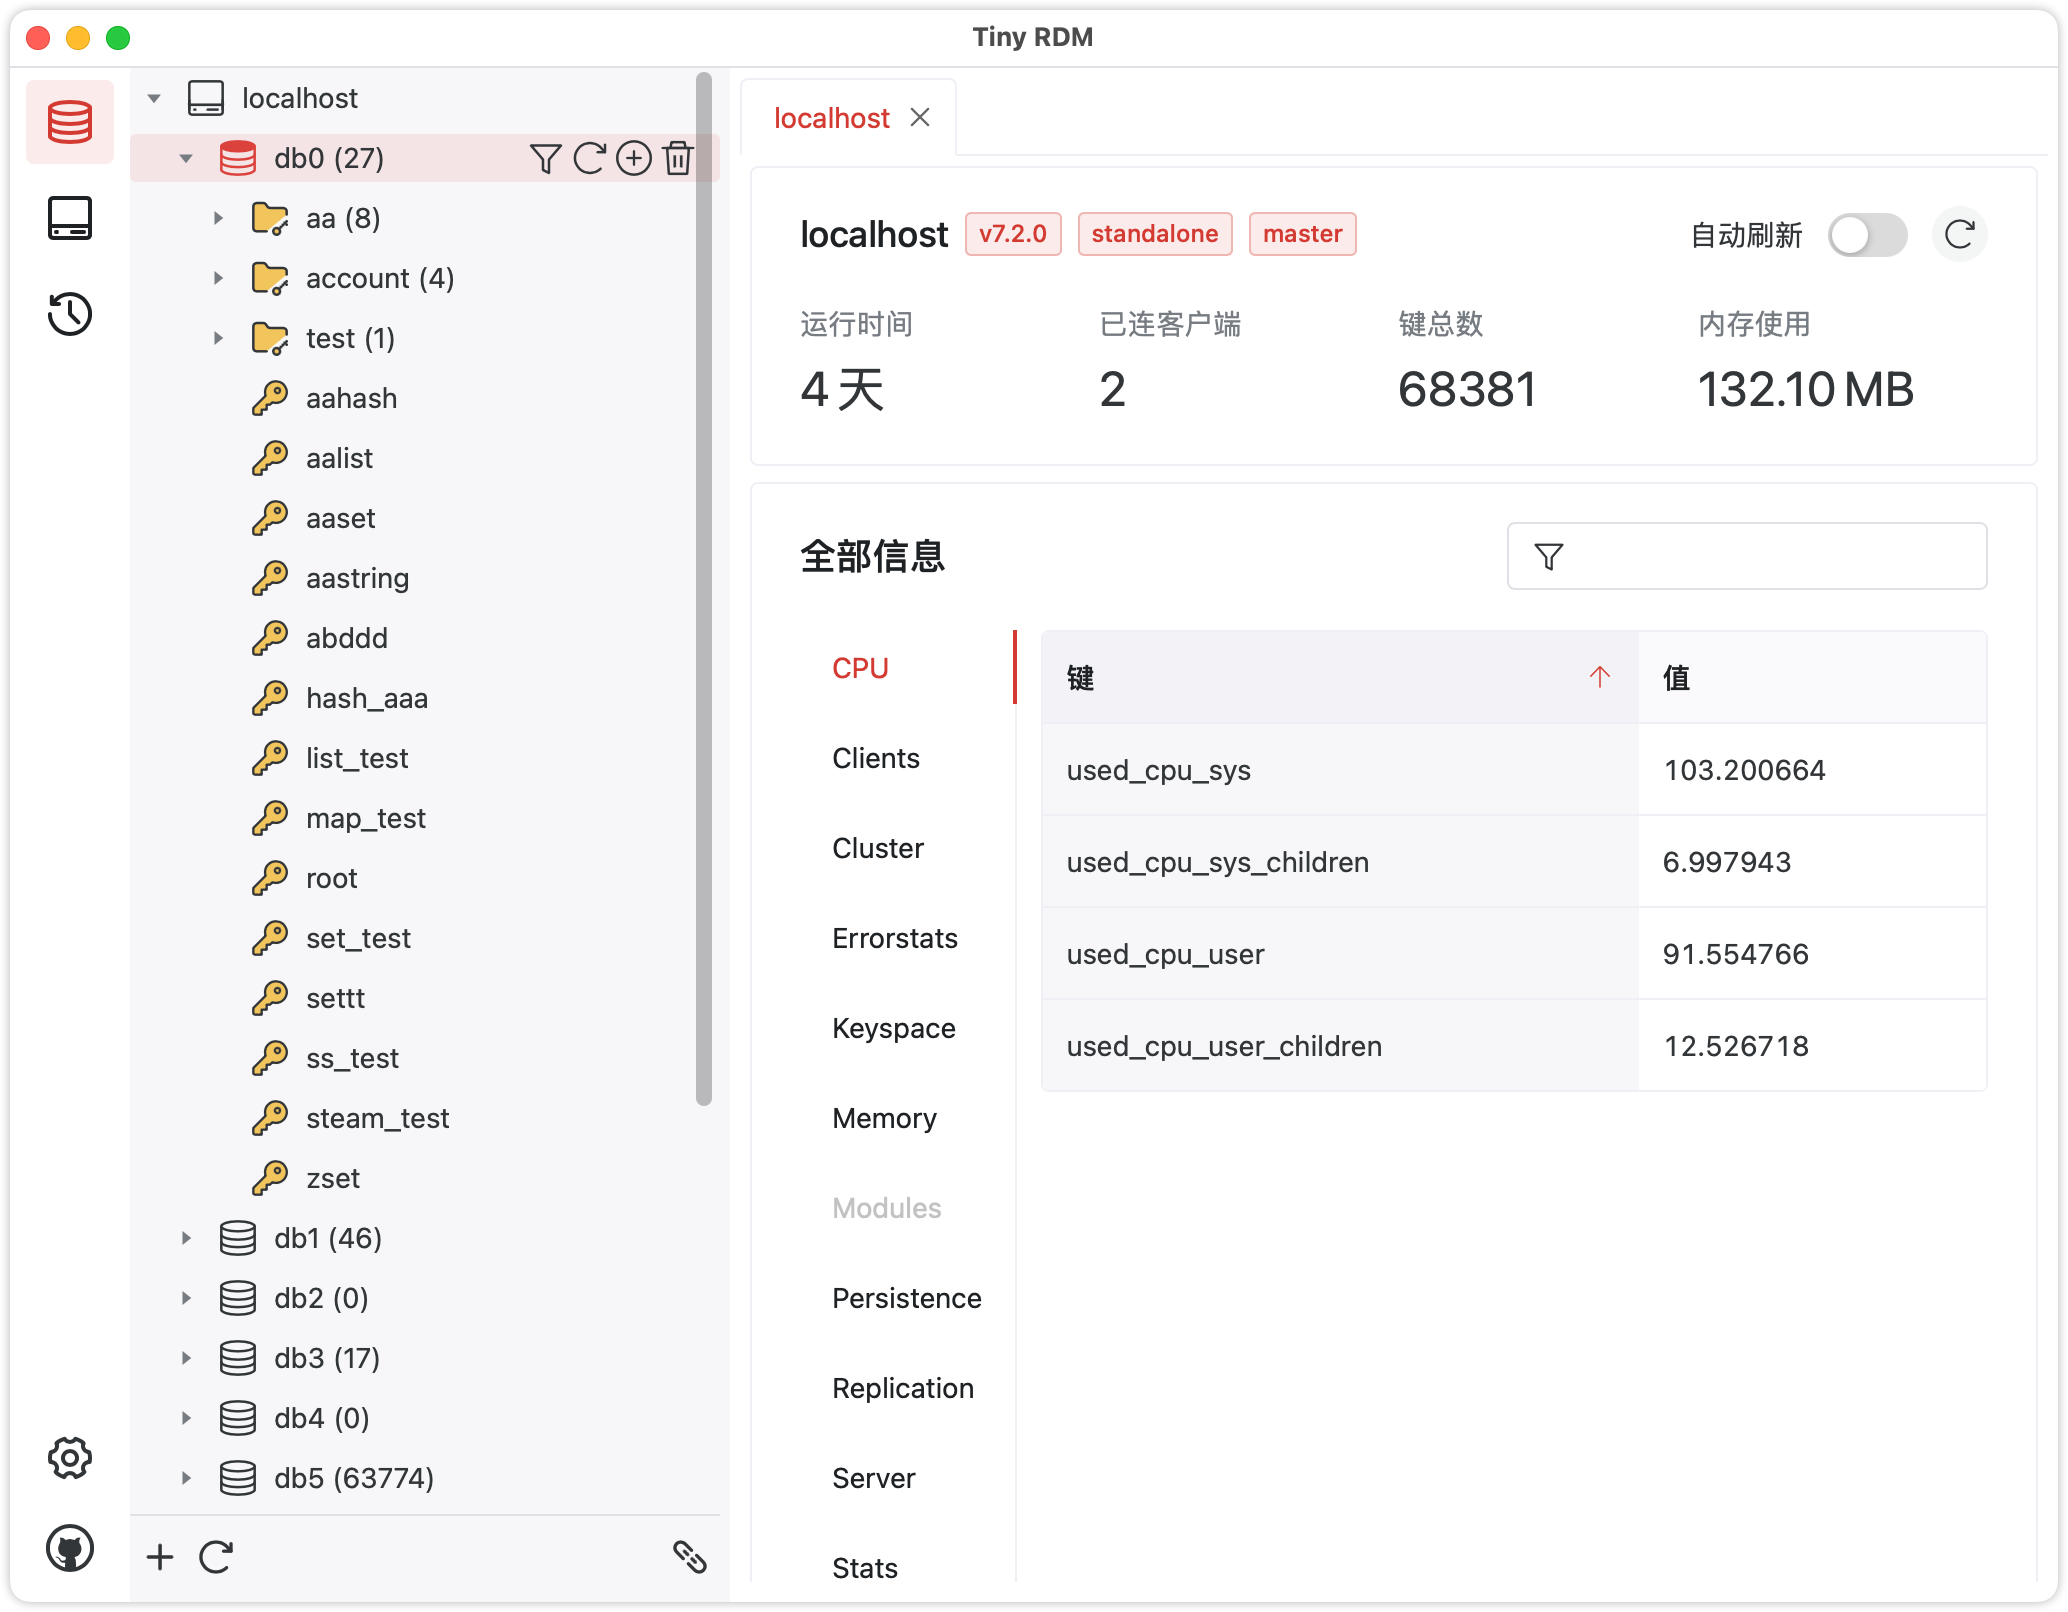 Tiny RDM
localhost
db0 (27)
aa (8)
account (4)
test (1)
aahash
aalist
aaset
aastring
abddd
hash_aaa
list_test
map_test
root
set_test
settt
ss_test
steam_test
zset
db1 (46)
db2 (0)
db3 (17)
db4 (0)
db5 (63774)
localhost
localhost v7.2.0 standalone master
自动刷新
运行时间 已连客户端 键总数 内存使用
4 天 2 68381 132.10 MB
全部信息
CPU
Clients
Cluster
Errorstats
Keyspace
Memory
Modules
Persistence
Replication
Server
Stats
键 值
used_cpu_sys 103.200664
used_cpu_sys_children 6.997943
used_cpu_user 91.554766
used_cpu_user_children 12.526718